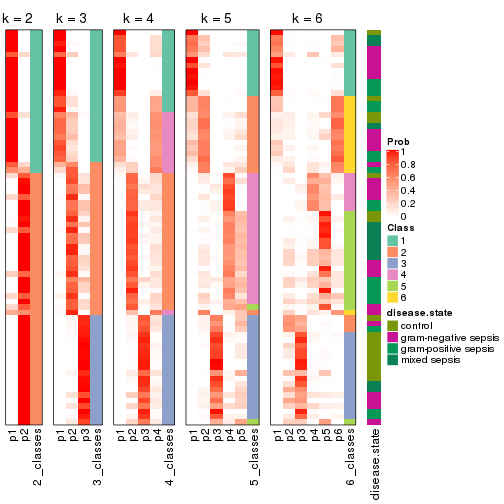 k = 2
k = 3
k = 4
k = 5
k = 6
Prob
1
0.8
0.6
0.4
0.2
0
Class
1
2
3
4
5
6
disease.state
control
gram-negative sepsis
gram-positive sepsis
mixed sepsis
p1
p2
2_classes
p1
p2
p3
3_classes
p1
p2
p3
p4
4_classes
p1
p2
p3
p4
p5
5_classes
p1
p2
p3
p4
p5
p6
6_classes
disease.state